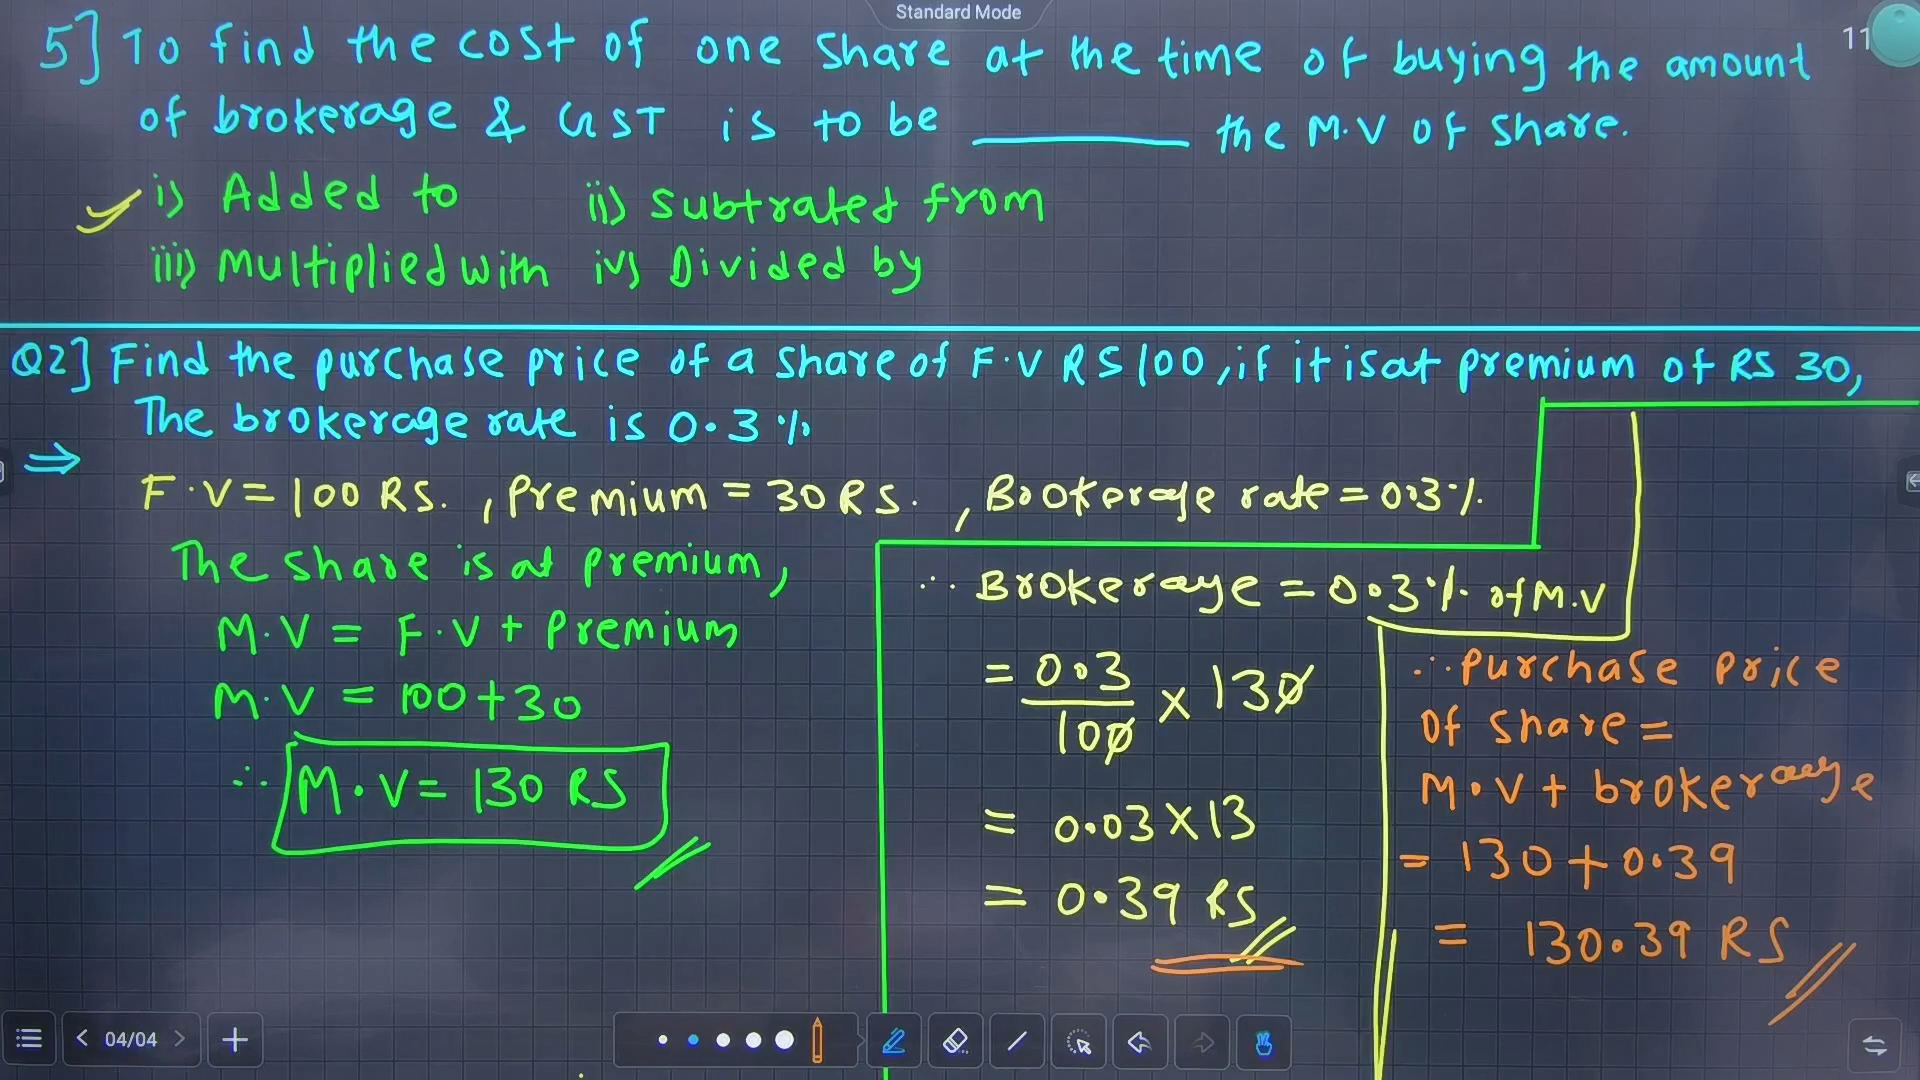 Standard Mode
11
5] To find the cost of one share at the time of buying the amount
of brokerage & GST is to be ________ the M.V of share.
i) Added to ii) subtrated from
iii) Multiplied with iv) Divided by
Q2] Find the purchase price of a share of F.V RS 100, if it is at premium of RS 30,
The brokerage rate is 0.3 %
⇒
F.V = 100 RS. , Premium = 30 RS. , Brokerage rate = 0.3 %.
The share is at premium,
M.V = F.V + Premium
M.V = 100 + 30
∴ M.V = 130 RS
∴ Brokerage = 0.3 % of M.V
= 0.3/100 × 130
= 0.03 × 13
= 0.39 RS
∴ Purchase price
of share =
M.V + brokerage
= 130 + 0.39
= 130.39 RS
04/04